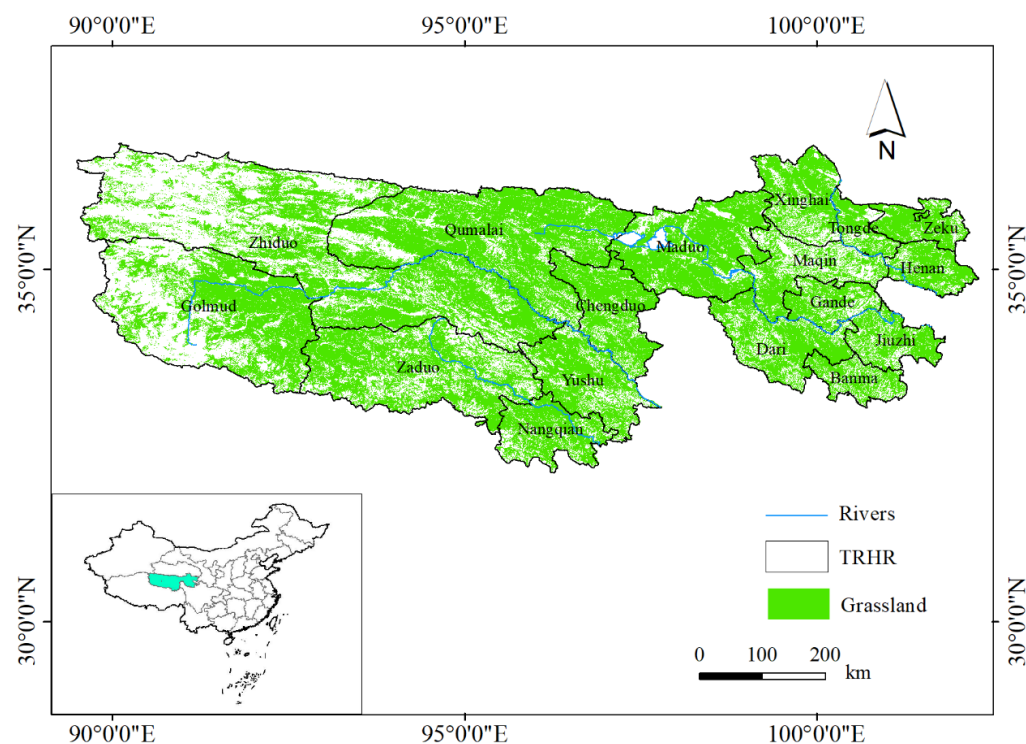 90°0'0"E
95°0'0"E
100°0'0"E
N
Xinghai
Qumalai
Tongde
Zeku
Zhiduo
Maduo
Maqin
Henan
35°0'0"N
35°0'0"N
Golmud
Chengduo
Gande
Jiuzhi
Dari
Zaduo
Yushu
Banma
Nangqian
Rivers
TRHR
Grassland
30°0'0"N
30°0'0"N
0 100 200
km
90°0'0"E
95°0'0"E
100°0'0"E